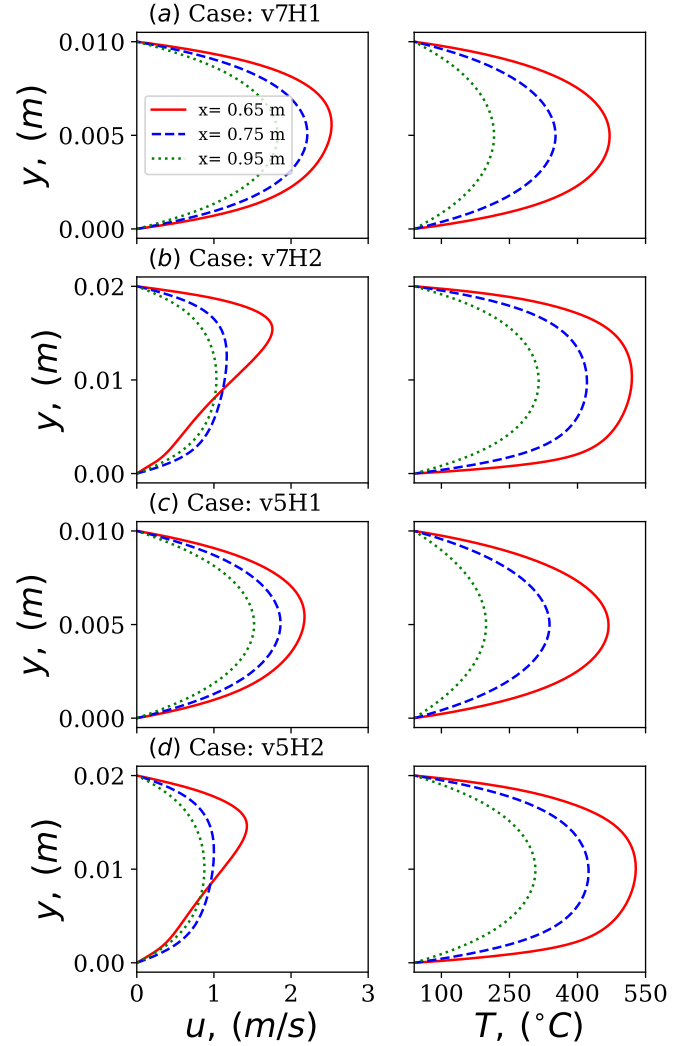 (a) Case: v7H1
0.010
0.005
0.000
y, (m)
x= 0.65 m
x= 0.75 m
x= 0.95 m
(b) Case: v7H2
0.02
0.01
0.00
y, (m)
(c) Case: v5H1
0.010
0.005
0.000
y, (m)
(d) Case: v5H2
0.02
0.01
0.00
y, (m)
0 1 2 3
100 250 400 550
u, (m/s)
T, (°C)